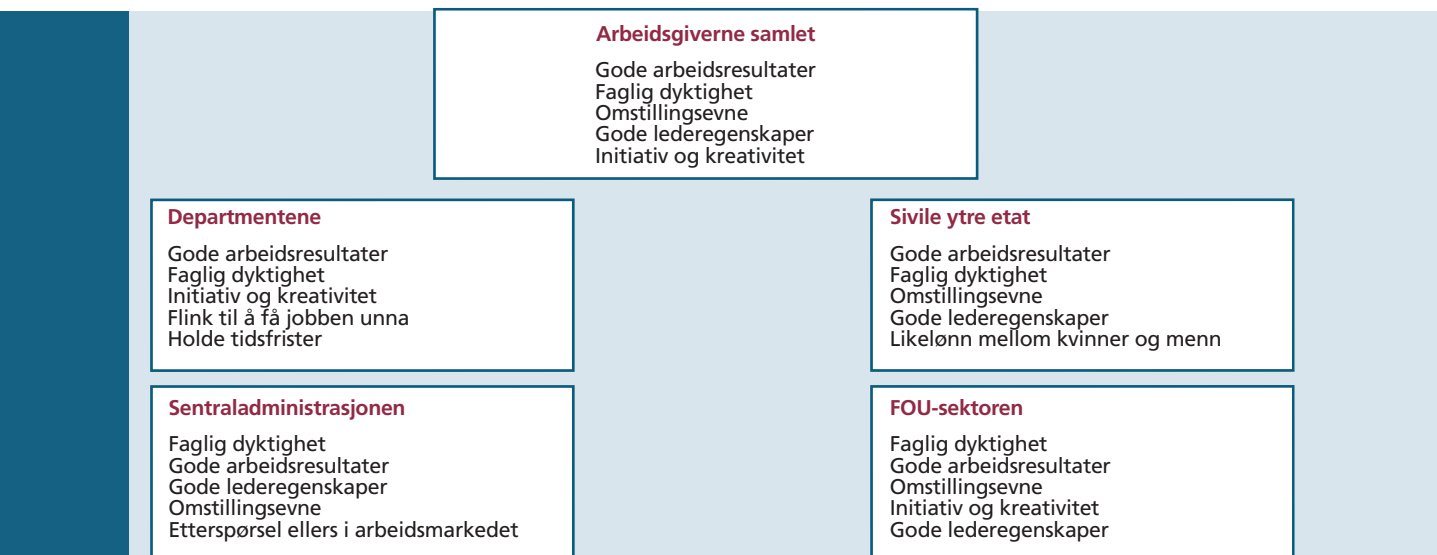 Arbeidsgiverne samlet
Gode arbeidsresultater
Faglig dyktighet
Omstillingsevne
Gode lederegenskaper
Initiativ og kreativitet
Departmentene
Gode arbeidsresultater
Faglig dyktighet
Initiativ og kreativitet
Flink til å få jobben unna
Holde tidsfrister
Sivile ytre etat
Gode arbeidsresultater
Faglig dyktighet
Omstillingsevne
Gode lederegenskaper
Likelønn mellom kvinner og menn
Sentraladministrasjonen
Faglig dyktighet
Gode arbeidsresultater
Gode lederegenskaper
Omstillingsevne
Etterspørsel ellers i arbeidsmarkedet
FOU-sektoren
Faglig dyktighet
Gode arbeidsresultater
Omstillingsevne
Initiativ og kreativitet
Gode lederegenskaper